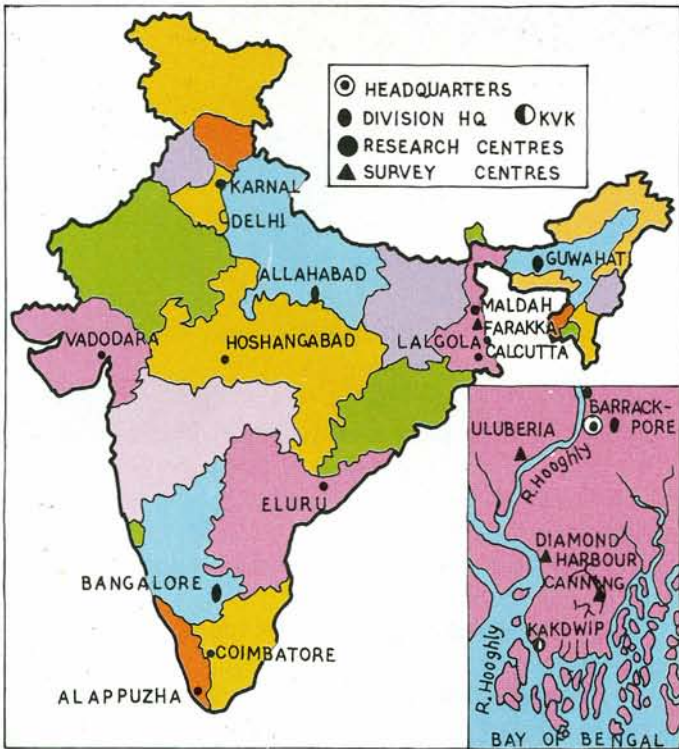 HEADQUARTERS
DIVISION HQ KVK
RESEARCH CENTRES
SURVEY CENTRES
KARNAL
DELHI
ALLAHABAD
GUWAHATI
MALDAH
FARAKKA
LALGOLA
CALCUTTA
VADODARA
HOSHANGABAD
ELURU
BANGALORE
COIMBATORE
ALAPPUZHA
BARRACK-
PORE
ULUBERIA
R. Hooghly
DIAMOND
HARBOUR
CANNING
KAKDWIP
R. Hooghly
BAY OF BENGAL